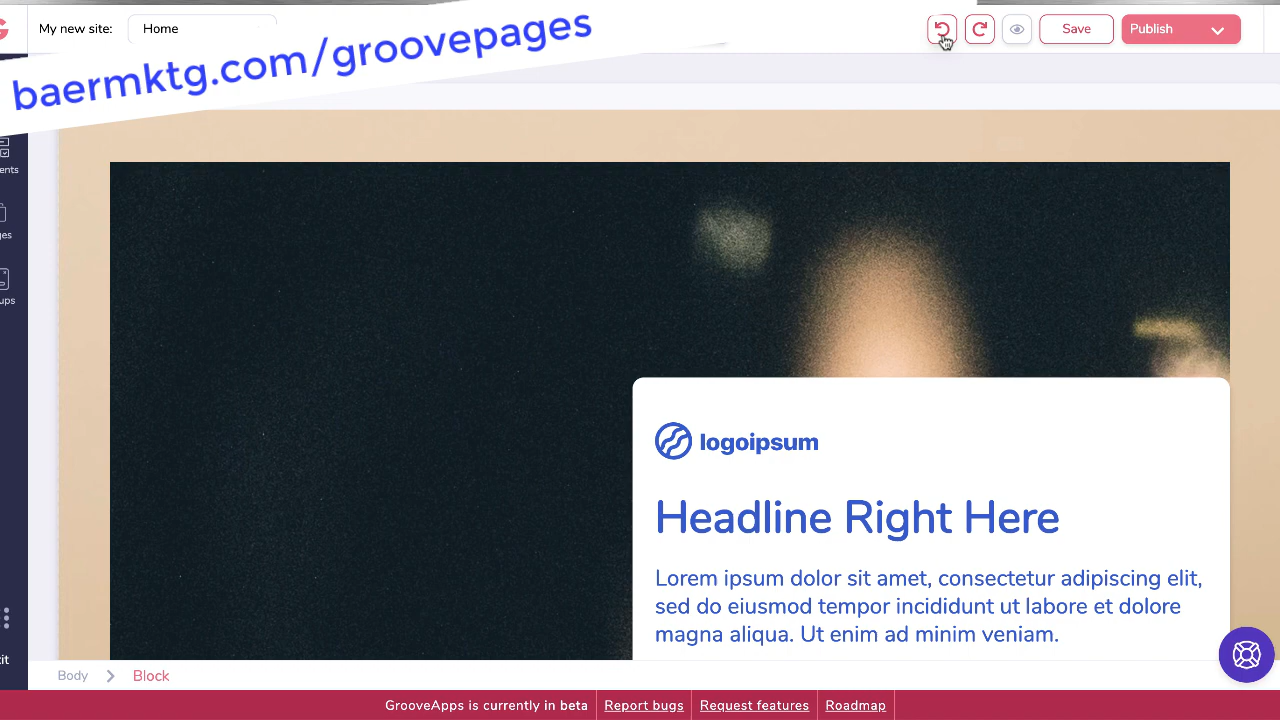 My new site:
Home
Save
Publish
baermktg.com/groovepages
logoipsum
Headline Right Here
Lorem ipsum dolor sit amet, consectetur adipiscing elit,
sed do eiusmod tempor incididunt ut labore et dolore
magna aliqua. Ut enim ad minim veniam.
Body
Block
GrooveApps is currently in beta
Report bugs
Request features
Roadmap